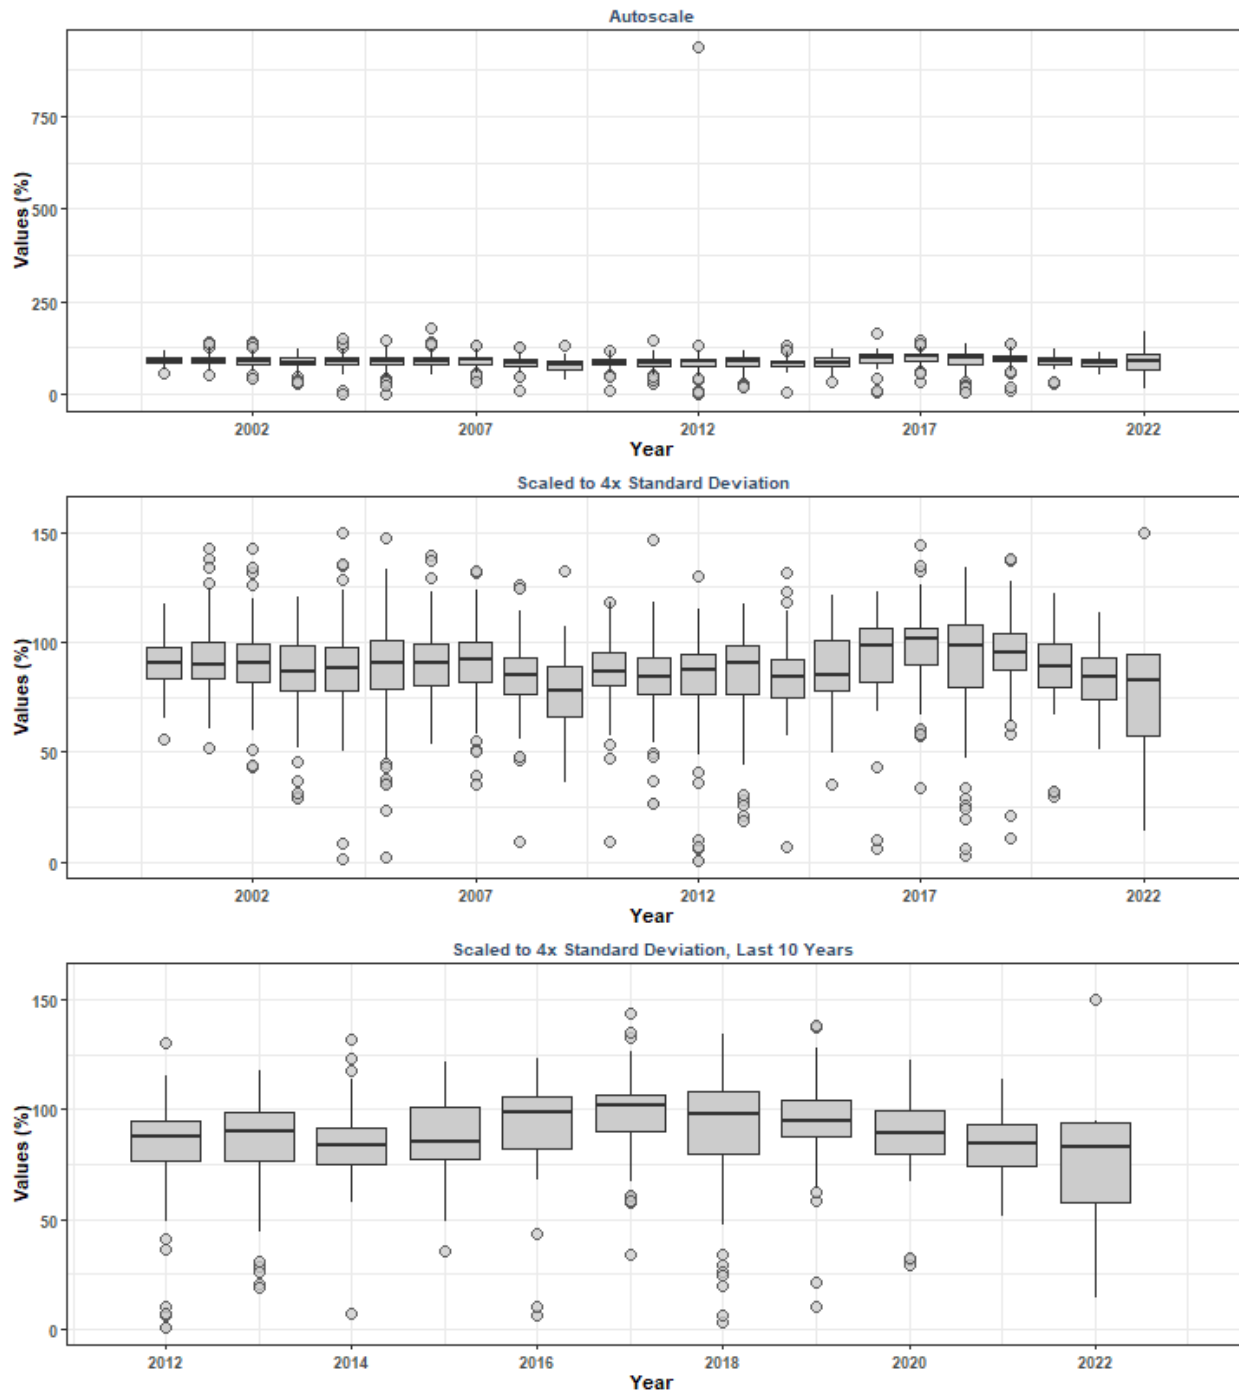 Autoscale
Values (%)
750
500
250
0
2002 2007 2012 2017 2022
Year
Scaled to 4x Standard Deviation
Values (%)
150
100
50
0
2002 2007 2012 2017 2022
Year
Scaled to 4x Standard Deviation, Last 10 Years
Values (%)
150
100
50
0
2012 2014 2016 2018 2020 2022
Year